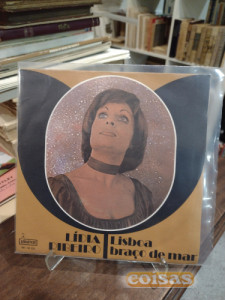 LÍDIA
RIBEIRO
Lisboa
braço de mar
coisas